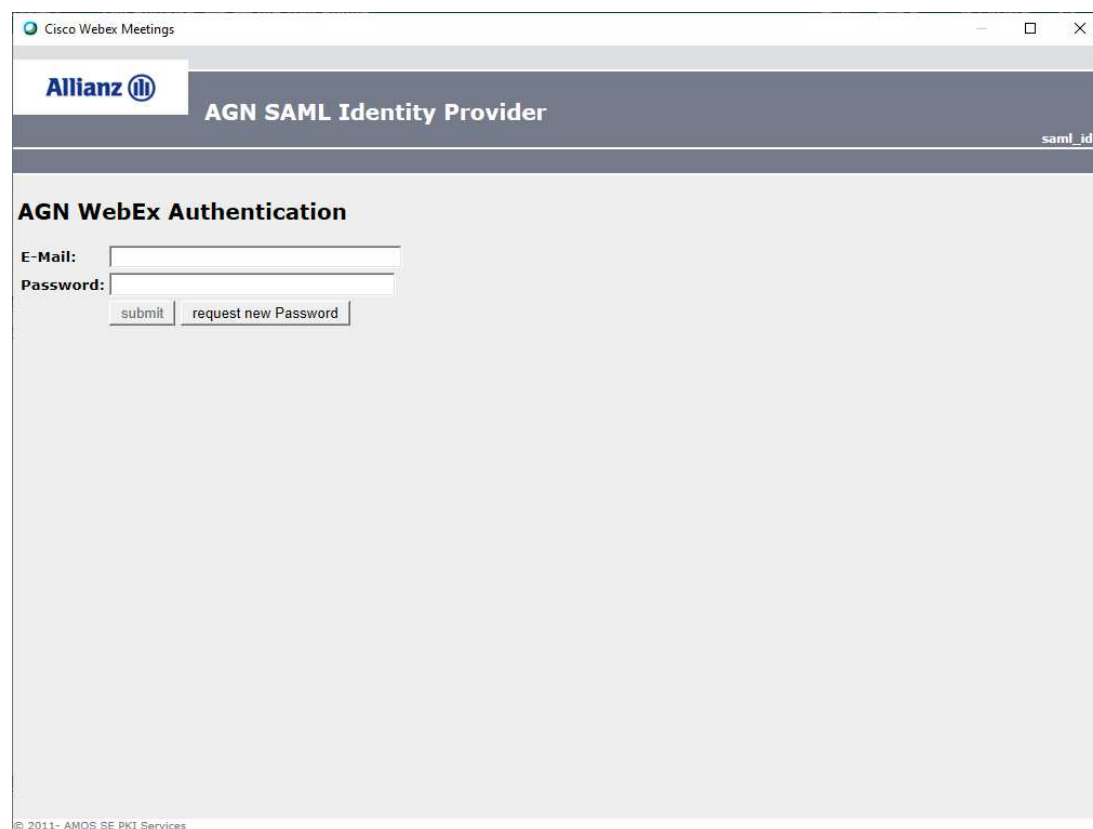 Cisco Webex Meetings
Allianz
AGN SAML Identity Provider
saml_id
AGN WebEx Authentication
E-Mail:
Password:
submit request new Password
© 2011- AMOS SE PKI Services